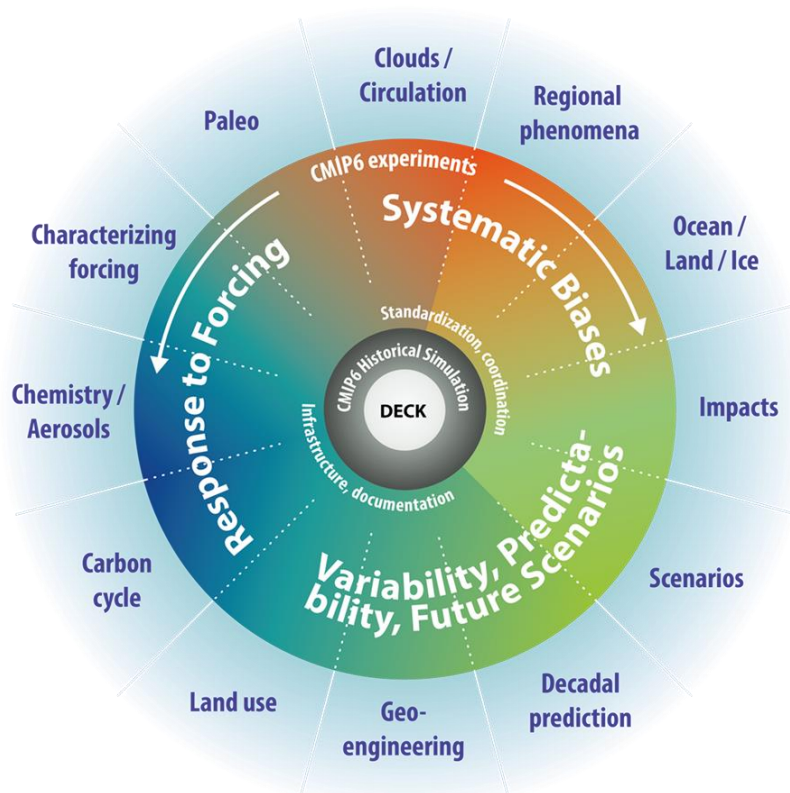 Clouds /
Circulation
Regional
phenomena
Ocean /
Land / Ice
Impacts
Scenarios
Decadal
prediction
Geo-
engineering
Land use
Carbon
cycle
Chemistry /
Aerosols
Characterizing
forcing
Paleo
CMIP6 experiments
Systematic Biases
Variability, Predicta-
bility, Future Scenarios
Response to Forcing
Standardization, coordination
Infrastructure, documentation
CMIP6 Historical Simulation
DECK